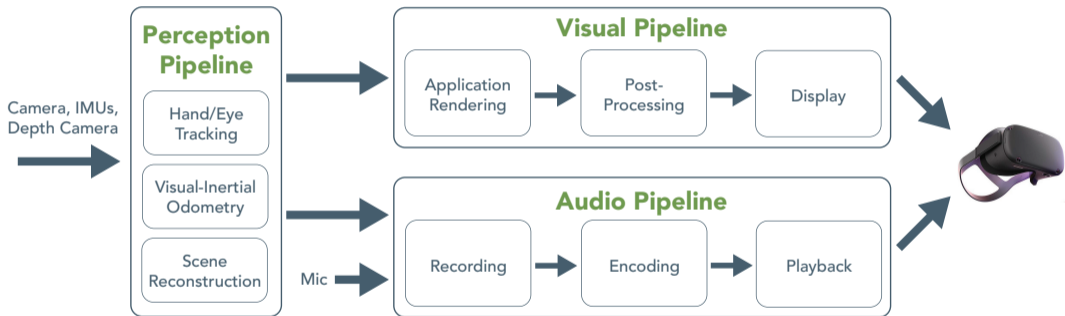 Camera, IMUs,
Depth Camera
Perception
Pipeline
Hand/Eye
Tracking
Visual-Inertial
Odometry
Scene
Reconstruction
Visual Pipeline
Application
Rendering
Post-
Processing
Display
Mic
Audio Pipeline
Recording
Encoding
Playback